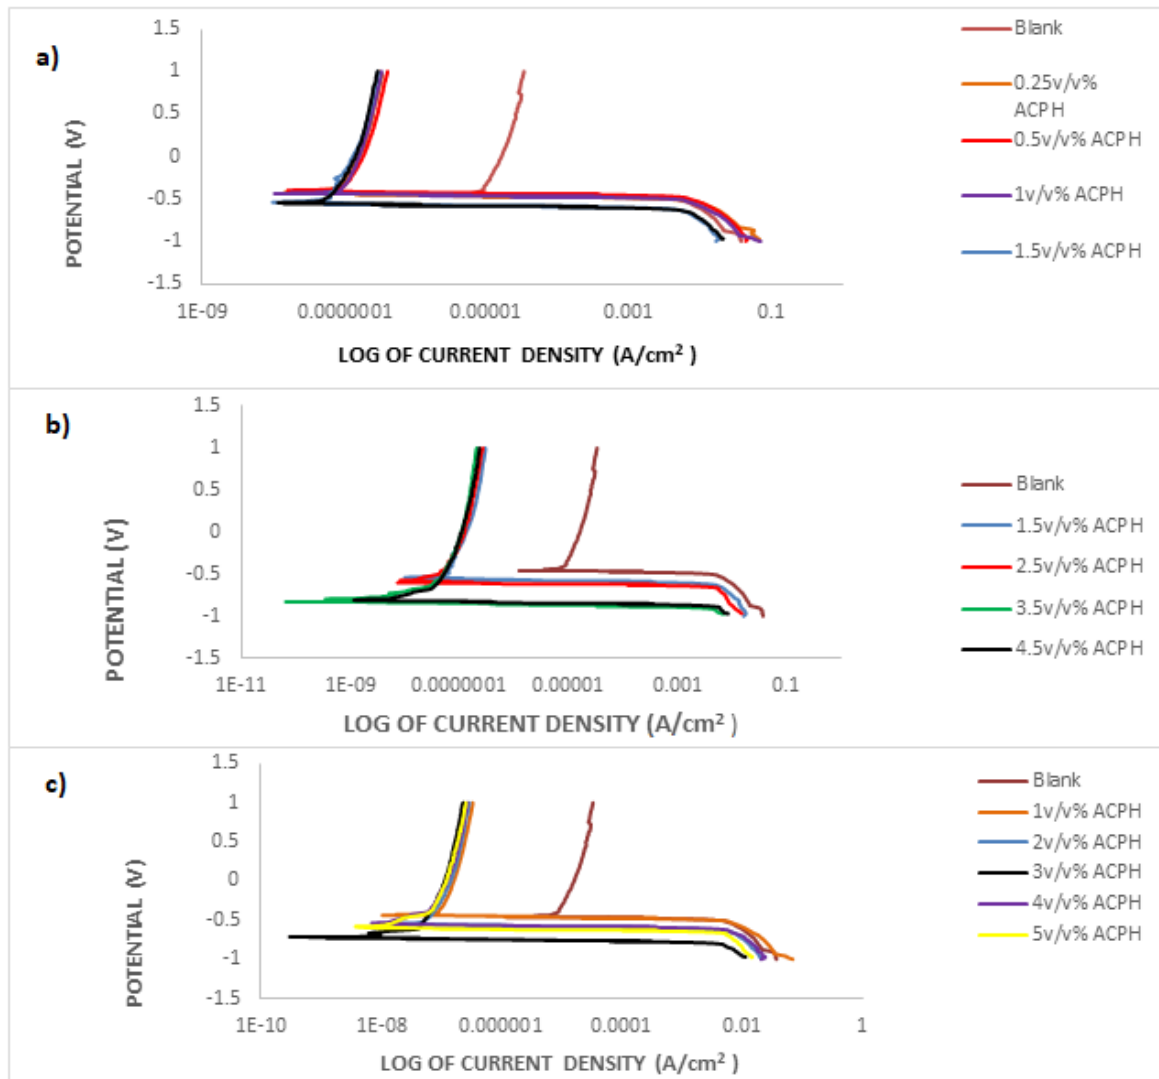 a)
1.5
1
0.5
0
-0.5
-1
-1.5
POTENTIAL (V)
1E-09
0.0000001
0.00001
0.001
0.1
LOG OF CURRENT DENSITY (A/cm²)
Blank
0.25v/v%
ACPH
0.5v/v% ACPH
1v/v% ACPH
1.5v/v% ACPH
b)
1.5
1
0.5
0
-0.5
-1
-1.5
POTENTIAL (V)
1E-11
1E-09
0.0000001
0.00001
0.001
0.1
LOG OF CURRENT DENSITY (A/cm²)
Blank
1.5v/v% ACPH
2.5v/v% ACPH
3.5v/v% ACPH
4.5v/v% ACPH
c)
1.5
1
0.5
0
-0.5
-1
-1.5
POTENTIAL (V)
1E-10
1E-08
0.000001
0.0001
0.01
1
LOG OF CURRENT DENSITY (A/cm²)
Blank
1v/v% ACPH
2v/v% ACPH
3v/v% ACPH
4v/v% ACPH
5v/v% ACPH